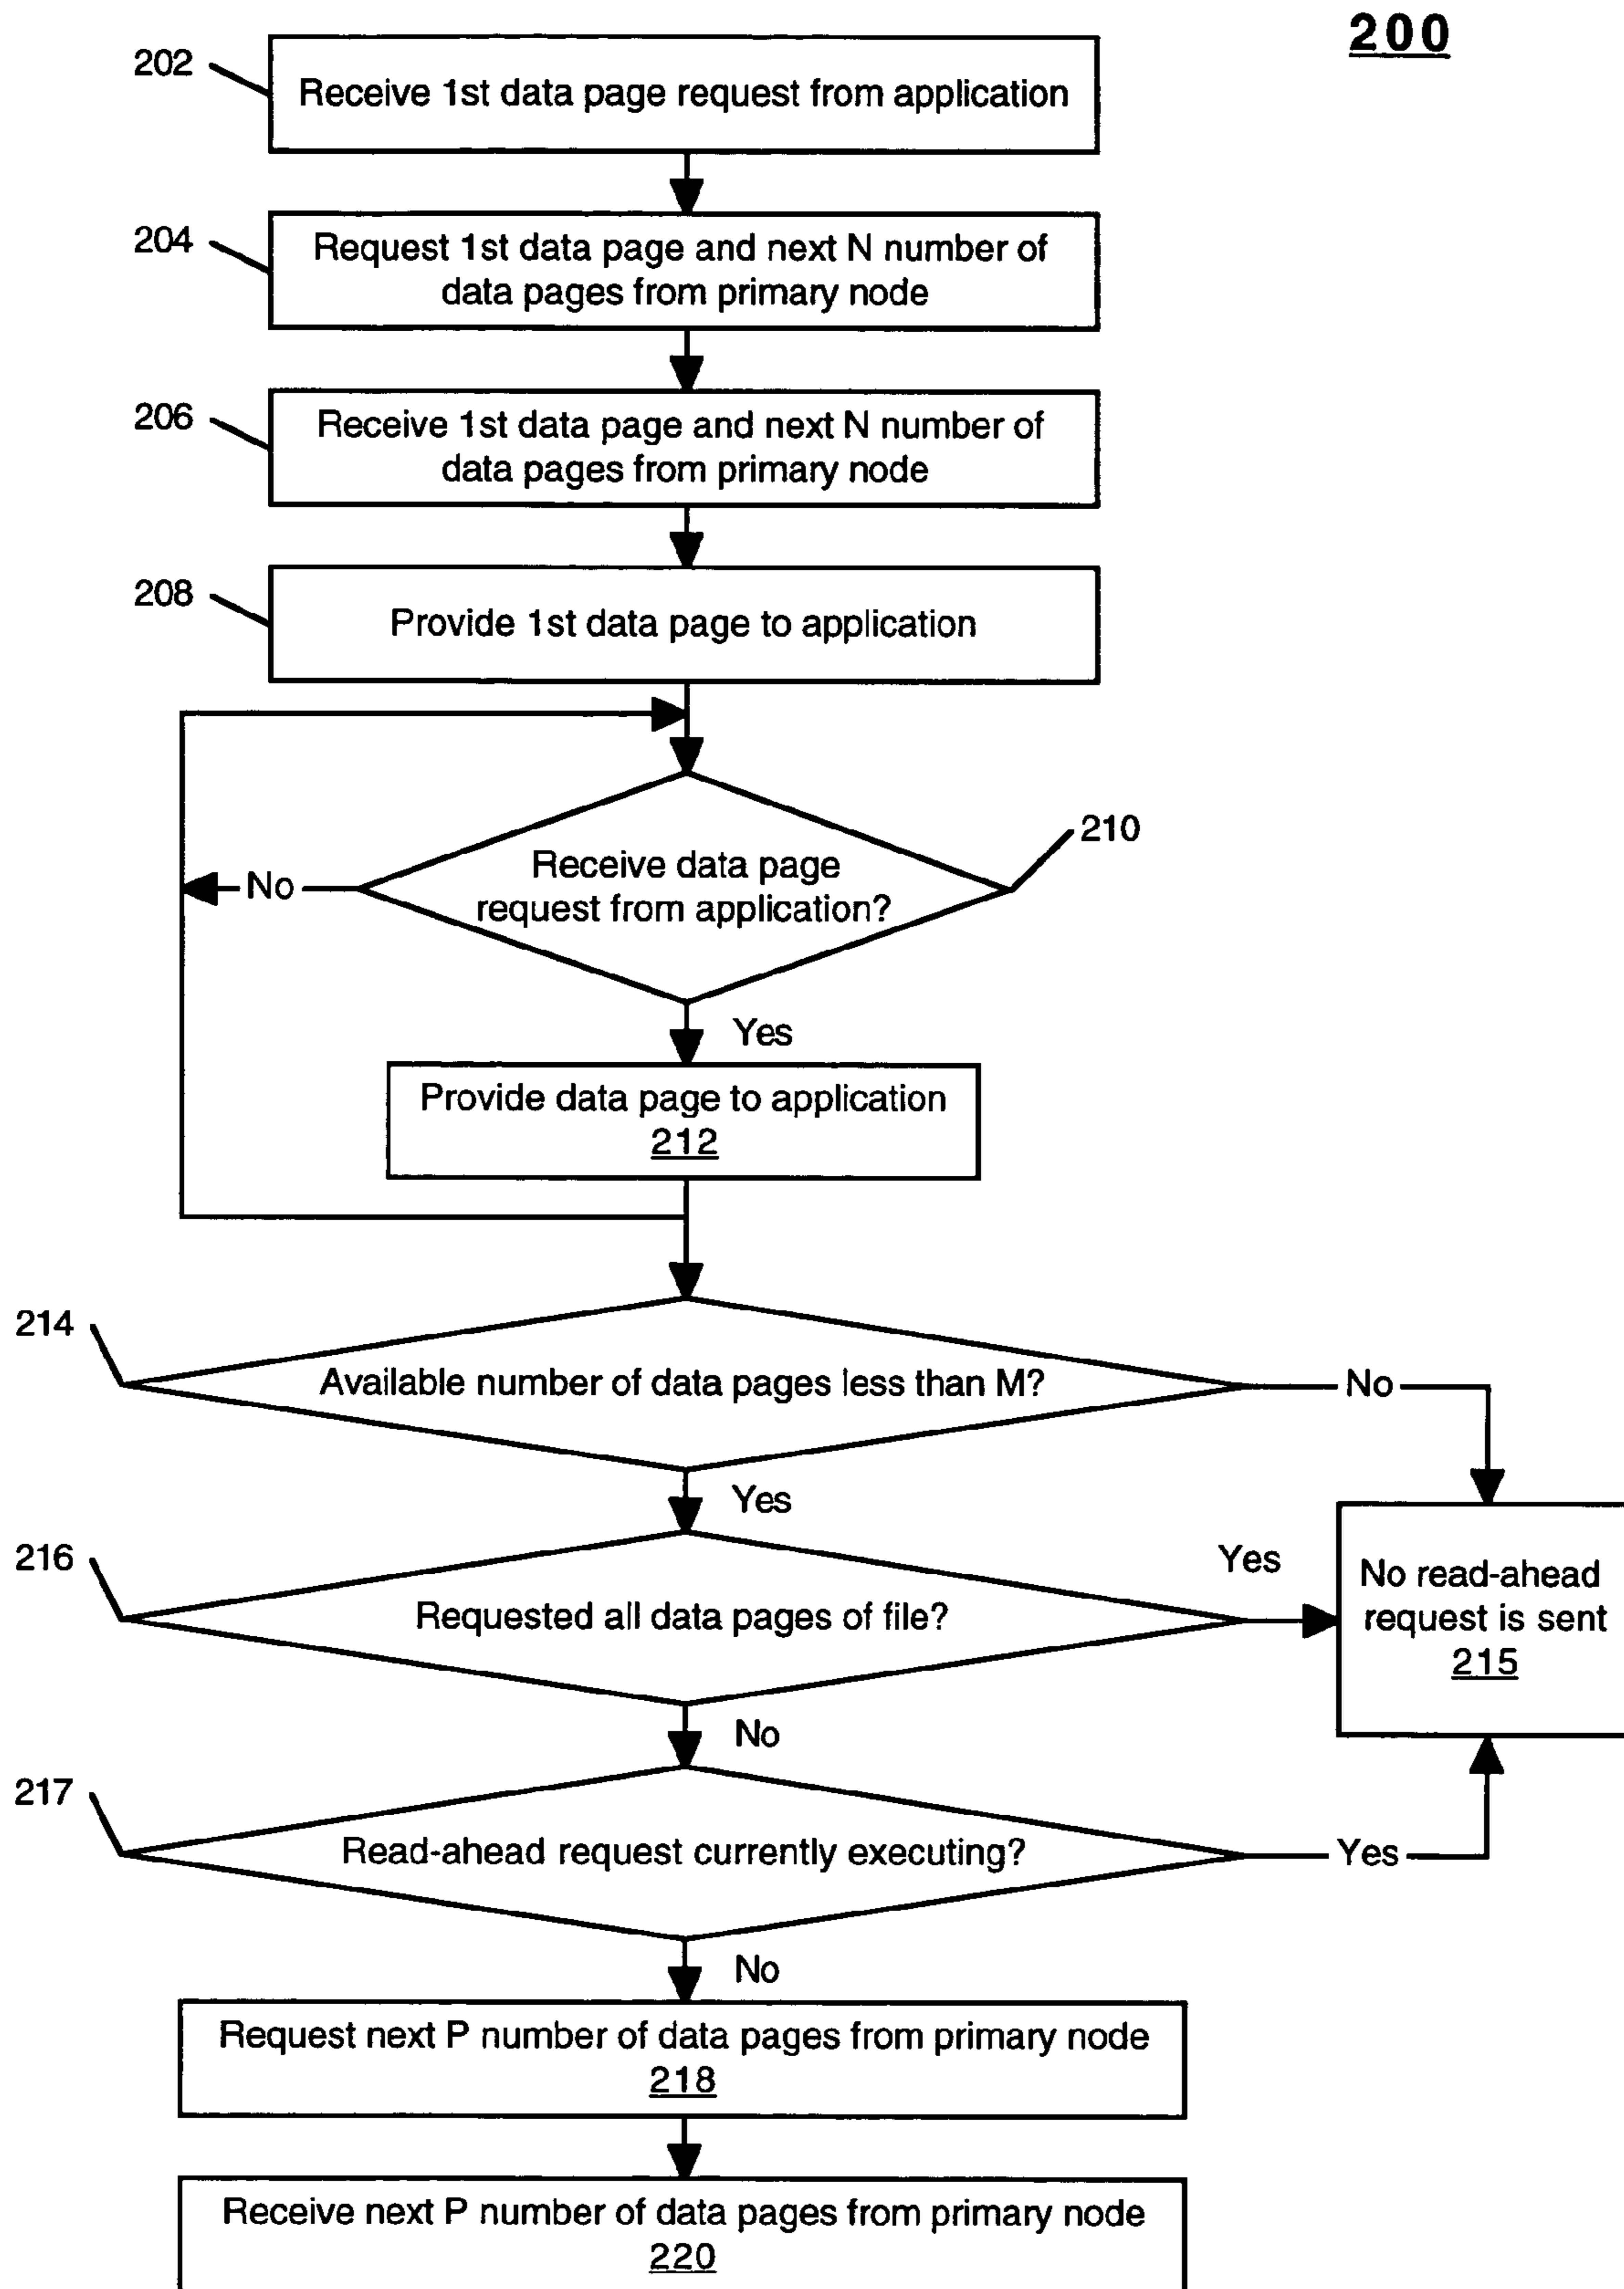 200
202
Receive 1st data page request from application
204
Request 1st data page and next N number of
data pages from primary node
206
Receive 1st data page and next N number of
data pages from primary node
208
Provide 1st data page to application
210
Receive data page
request from application?
No
Yes
Provide data page to application
212
214
Available number of data pages less than M?
No
Yes
216
Requested all data pages of file?
Yes
No read-ahead
request is sent
215
No
217
Read-ahead request currently executing?
Yes
No
Request next P number of data pages from primary node
218
Receive next P number of data pages from primary node
220